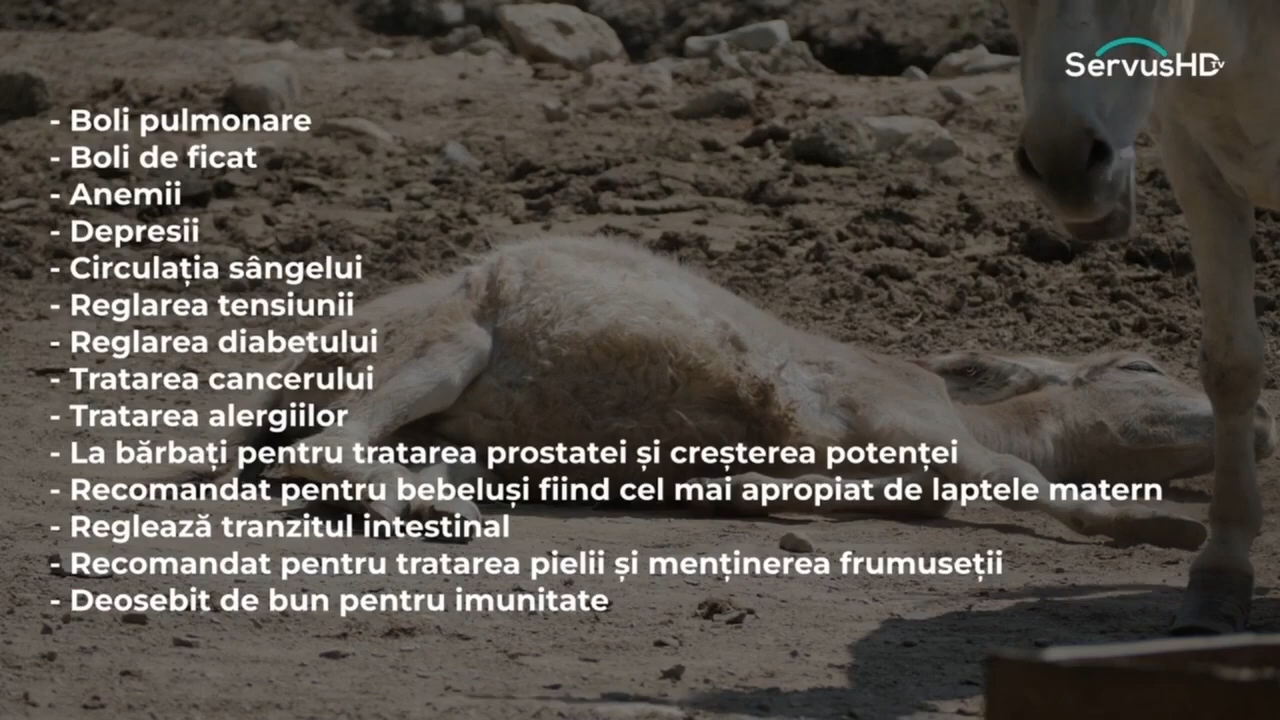 ServusHD TV
- Boli pulmonare
- Boli de ficat
- Anemii
- Depresii
- Circulația sângelui
- Reglarea tensiunii
- Reglarea diabetului
- Tratarea cancerului
- Tratarea alergiilor
- La bărbați pentru tratarea prostatei și creșterea potenței
- Recomandat pentru bebeluși fiind cel mai apropiat de laptele matern
- Reglează tranzitul intestinal
- Recomandat pentru tratarea pielii și menținerea frumuseții
- Deosebit de bun pentru imunitate